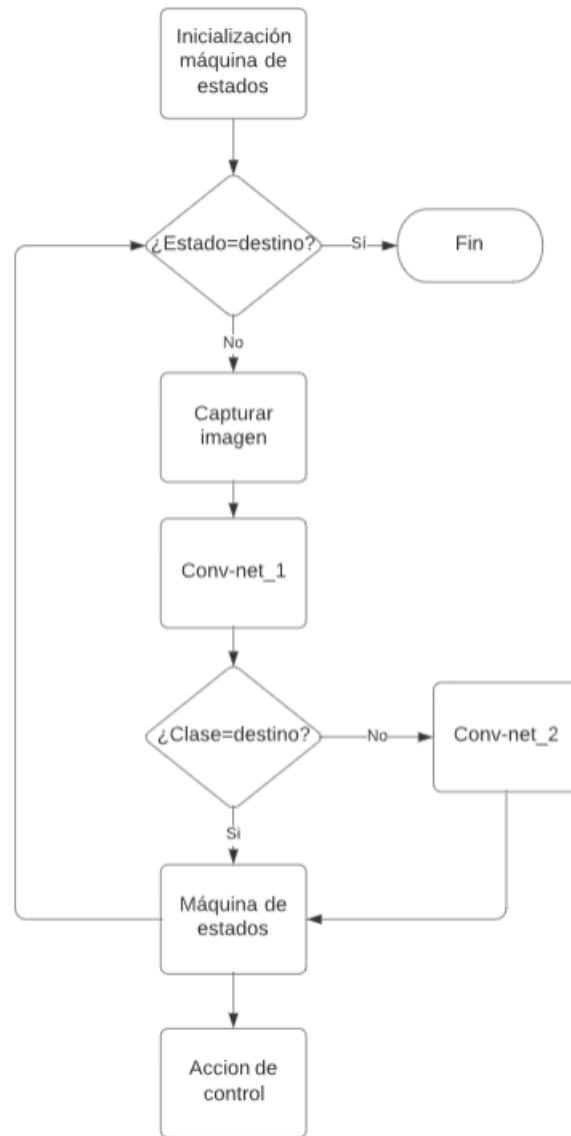 Inicialización
máquina de
estados
¿Estado=destino?
Sí
Fin
No
Capturar
imagen
Conv-net_1
¿Clase=destino?
No
Conv-net_2
Si
Máquina de
estados
Accion de
control